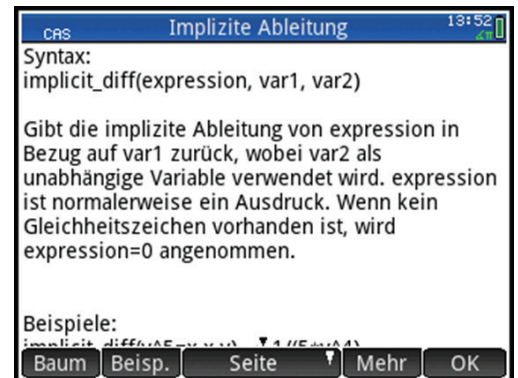 CAS Implizite Ableitung 13:52
∡π
Syntax:
implicit_diff(expression, var1, var2)
Gibt die implizite Ableitung von expression in
Bezug auf var1 zurück, wobei var2 als
unabhängige Variable verwendet wird. expression
ist normalerweise ein Ausdruck. Wenn kein
Gleichheitszeichen vorhanden ist, wird
expression=0 angenommen.
Beispiele:
Baum Beisp. Seite Mehr OK